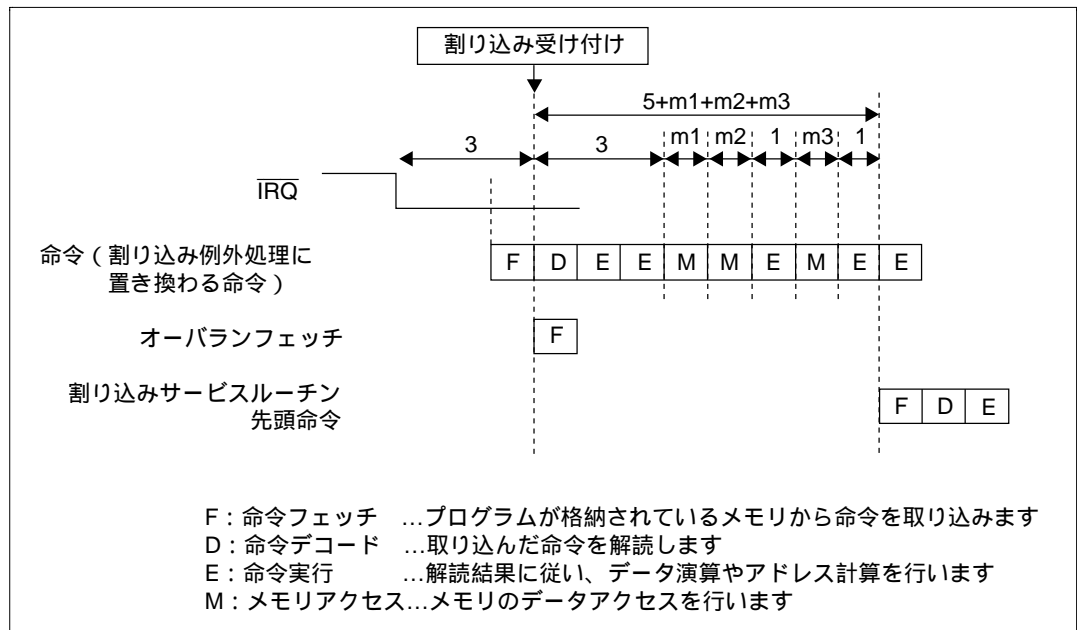 割り込み受け付け
5+m1+m2+m3
3
3
m1
m2
1
m3
1
IRQ
命令（割り込み例外処理に
置き換わる命令）
F D E E M M E M E E
オーバランフェッチ
F
割り込みサービスルーチン
先頭命令
F D E
F：命令フェッチ …プログラムが格納されているメモリから命令を取り込みます
D：命令デコード …取り込んだ命令を解読します
E：命令実行 …解読結果に従い、データ演算やアドレス計算を行います
M：メモリアクセス…メモリのデータアクセスを行います